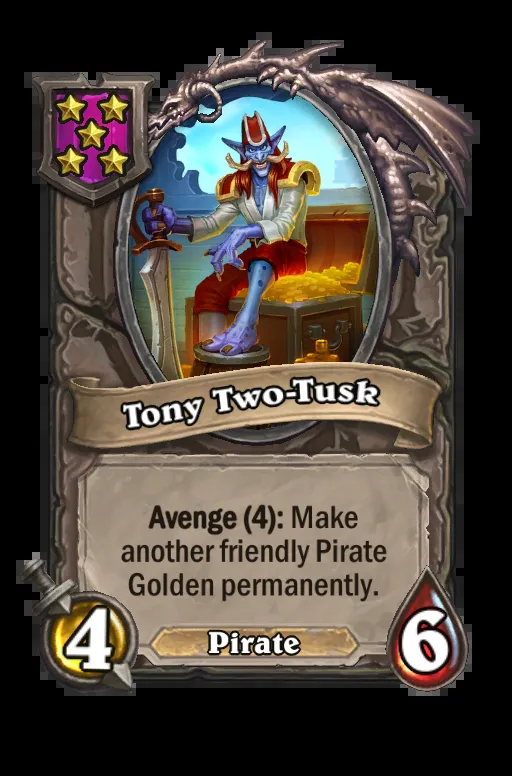 Tony Two-Tusk
Avenge (4): Make
another friendly Pirate
Golden permanently.
4
Pirate
6